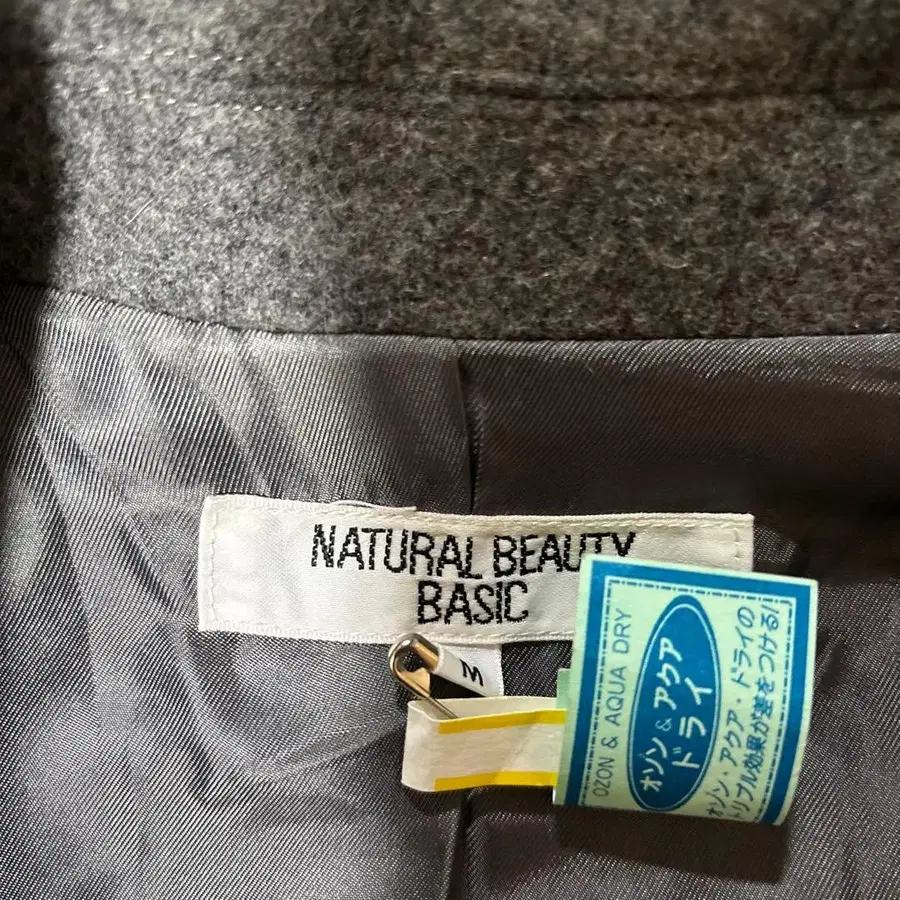 NATURAL BEAUTY
BASIC
M
OZON & AQUA DRY
オゾン&アクア
ドライ
オゾン・アクア・ドライの
トリプル効果が差をつける!